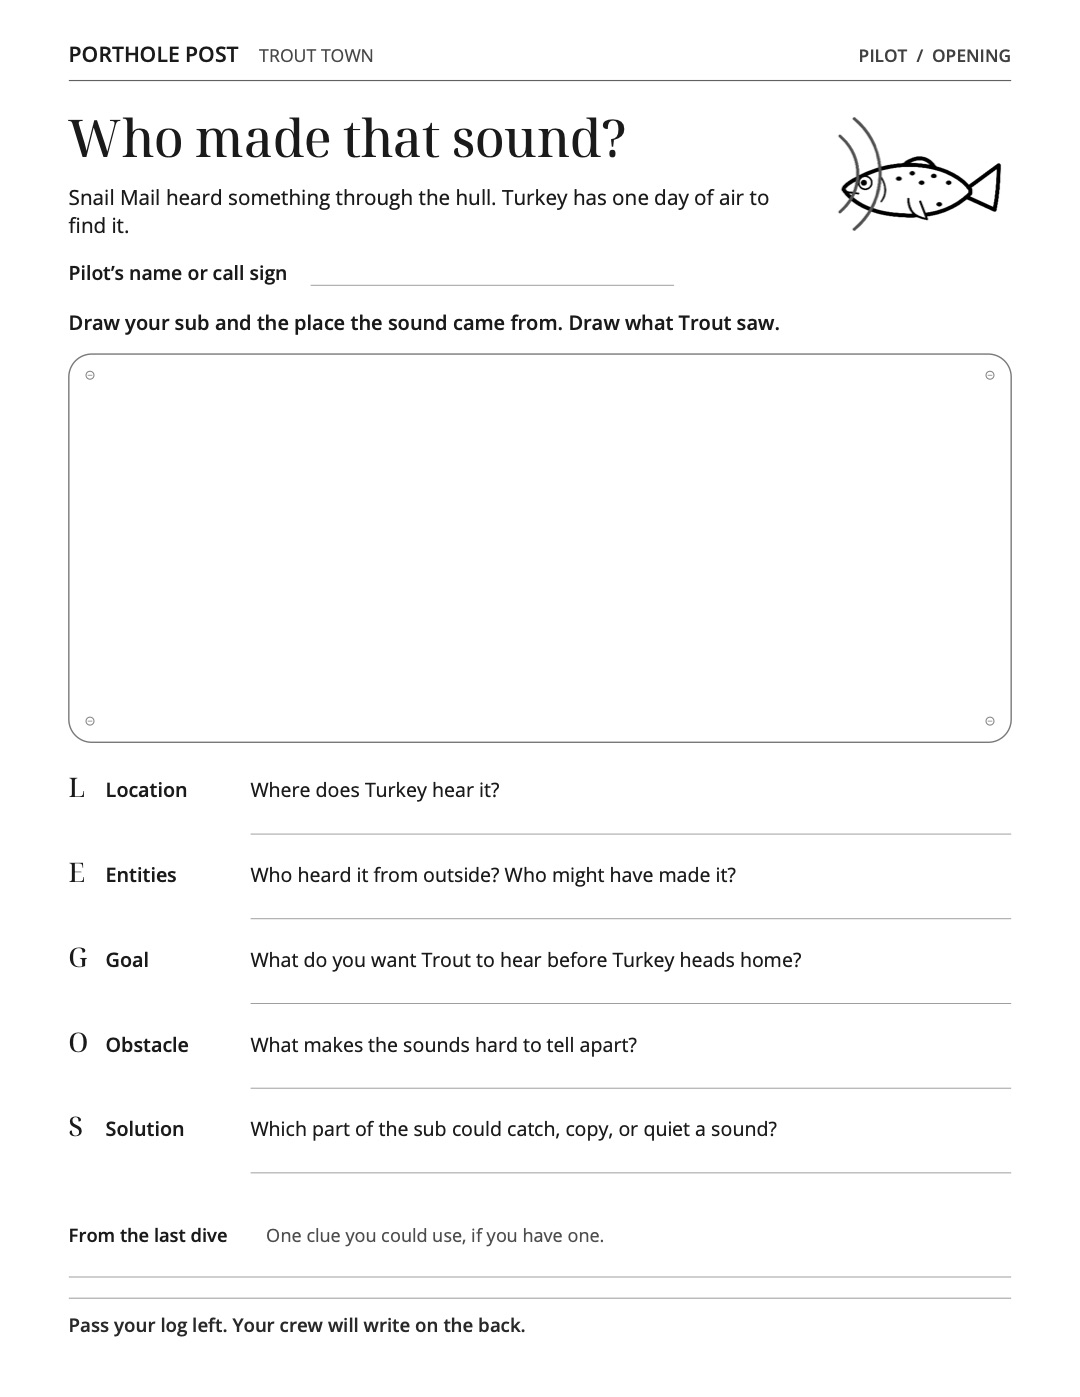 PORTHOLE POST TROUT TOWN PILOT / OPENING
Who made that sound?
Snail Mail heard something through the hull. Turkey has one day of air to
find it.
Pilot’s name or call sign
Draw your sub and the place the sound came from. Draw what Trout saw.
L Location Where does Turkey hear it?
E Entities Who heard it from outside? Who might have made it?
G Goal What do you want Trout to hear before Turkey heads home?
O Obstacle What makes the sounds hard to tell apart?
S Solution Which part of the sub could catch, copy, or quiet a sound?
From the last dive One clue you could use, if you have one.
Pass your log left. Your crew will write on the back.